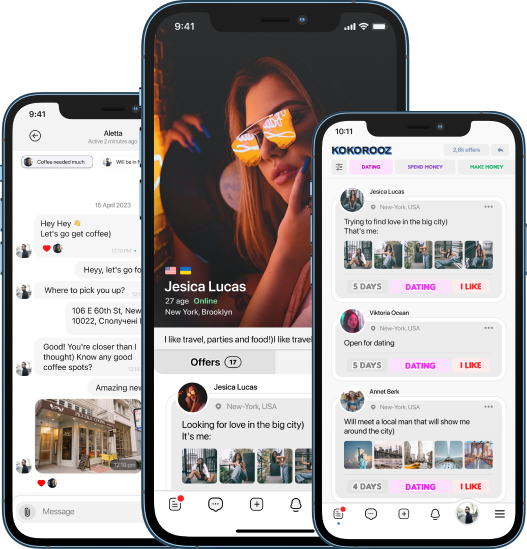 9:41
Aletta
Active 2 minutes ago
Coffee needed much
Will be in N
15 April 2023
Hey Hey 👋
Let's go get coffee)
12:10 PM
Heyy, let's go fo
Where to pick you up?
106 E 60th St, New
10022, Сполучені
Good! You're closer than I
thought) Know any good
coffee spots?
Amazing new
12:10 pm
Message
9:41
Jesica Lucas
27 age Online
New York, Brooklyn
I like travel, parties and food!)I like travel
Offers 17
Jesica Lucas
New-York, USA
Looking for love in the big city)
It's me:
10:11
KOKOROOZ
2,8k offers
DATING
SPEND MONEY
MAKE MONEY
Jesica Lucas
New-York, USA
Trying to find love in the big city)
That's me:
5 DAYS
DATING
I LIKE
Viktoria Ocean
New-York, USA
Open for dating
5 DAYS
DATING
I LIKE
Annet Berk
New-York, USA
Will meet a local man that will show me
around the city)
4 DAYS
DATING
I LIKE